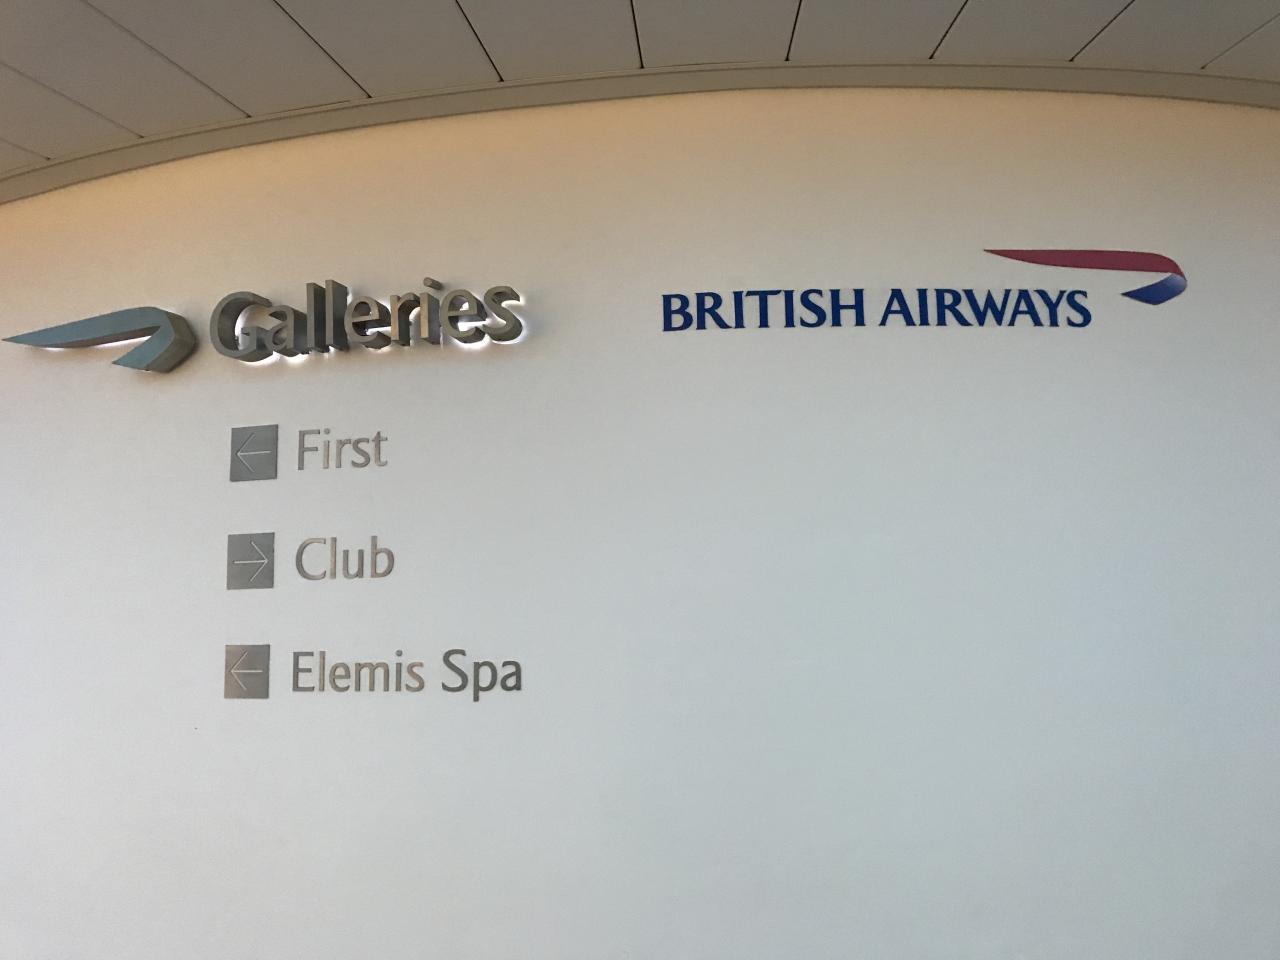 Galleries
BRITISH AIRWAYS
First
Club
Elemis Spa